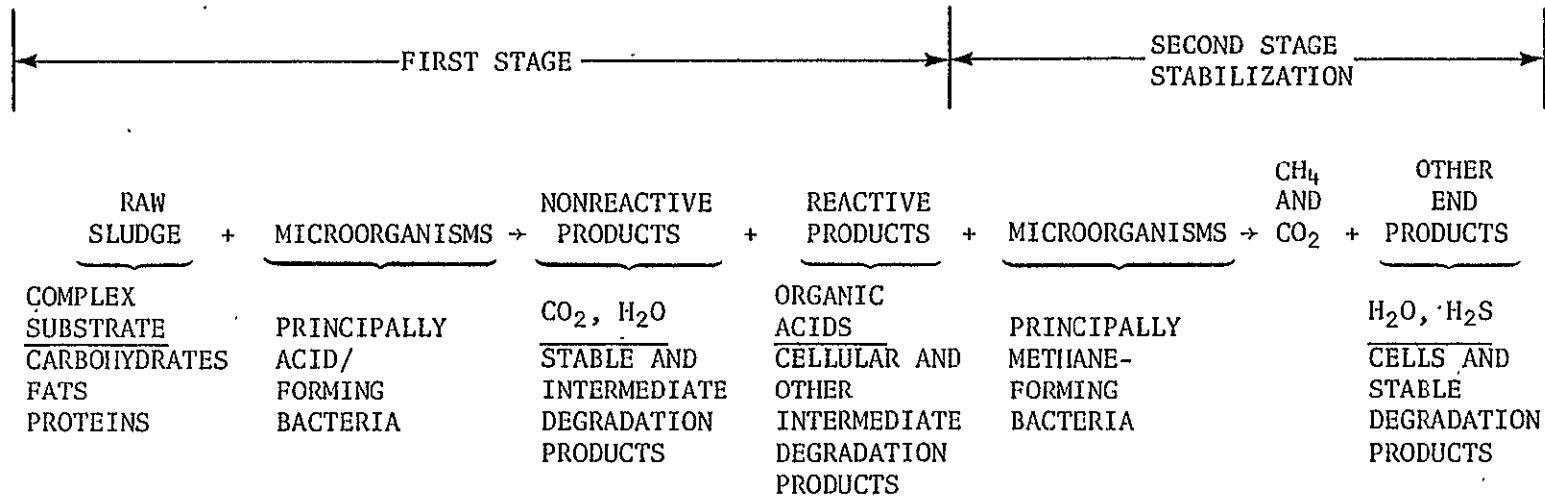 FIRST STAGE
SECOND STAGE
STABILIZATION
RAW
SLUDGE + MICROORGANISMS → NONREACTIVE
PRODUCTS + REACTIVE
PRODUCTS + MICROORGANISMS → CH4
AND
CO2 + OTHER
END
PRODUCTS
COMPLEX
SUBSTRATE
CARBOHYDRATES
FATS
PROTEINS
PRINCIPALLY
ACID/
FORMING
BACTERIA
CO2, H2O
STABLE AND
INTERMEDIATE
DEGRADATION
PRODUCTS
ORGANIC
ACIDS
CELLULAR AND
OTHER
INTERMEDIATE
DEGRADATION
PRODUCTS
PRINCIPALLY
METHANE-
FORMING
BACTERIA
H2O, H2S
CELLS AND
STABLE
DEGRADATION
PRODUCTS